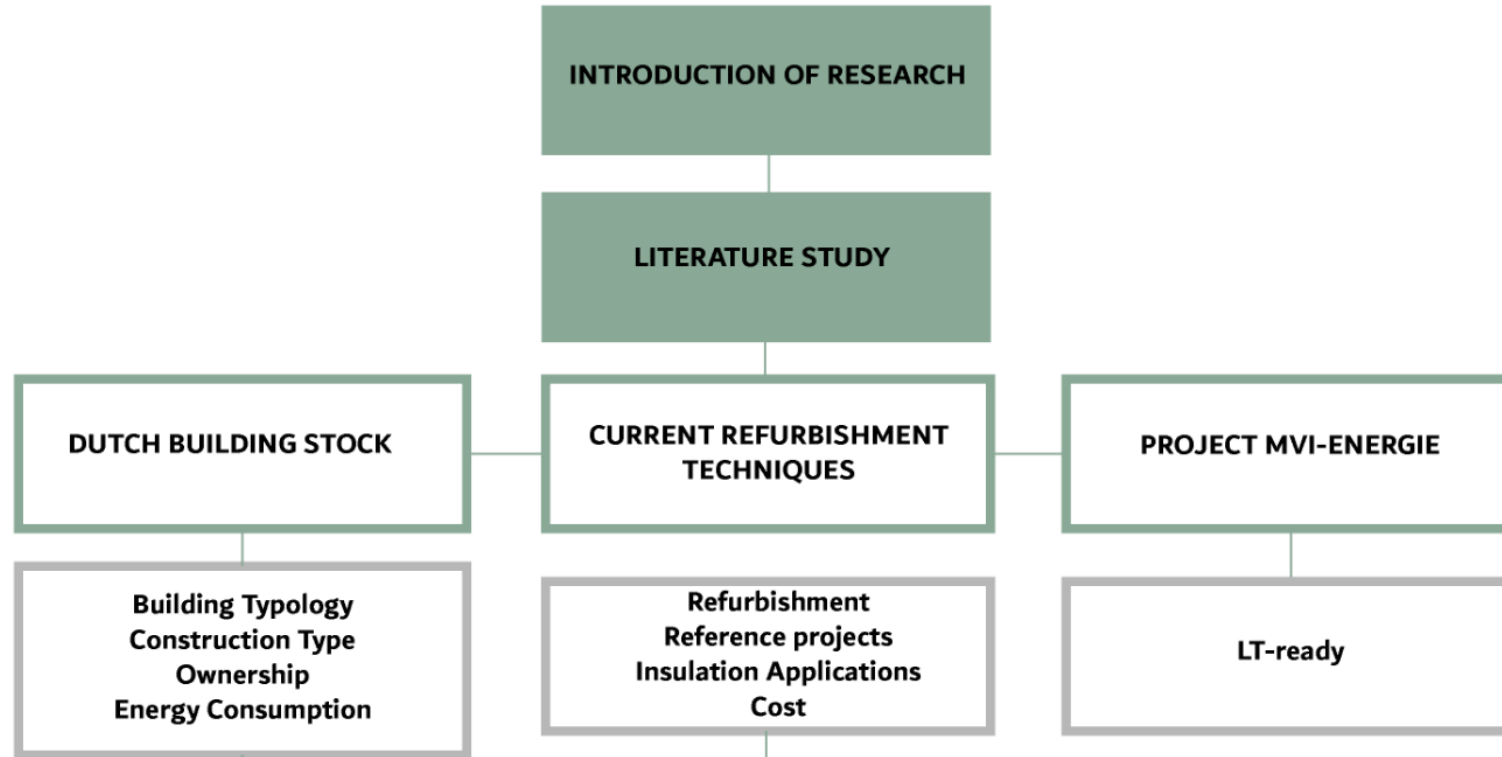 INTRODUCTION OF RESEARCH
LITERATURE STUDY
DUTCH BUILDING STOCK
CURRENT REFURBISHMENT
TECHNIQUES
PROJECT MVI-ENERGIE
Building Typology
Construction Type
Ownership
Energy Consumption
Refurbishment
Reference projects
Insulation Applications
Cost
LT-ready